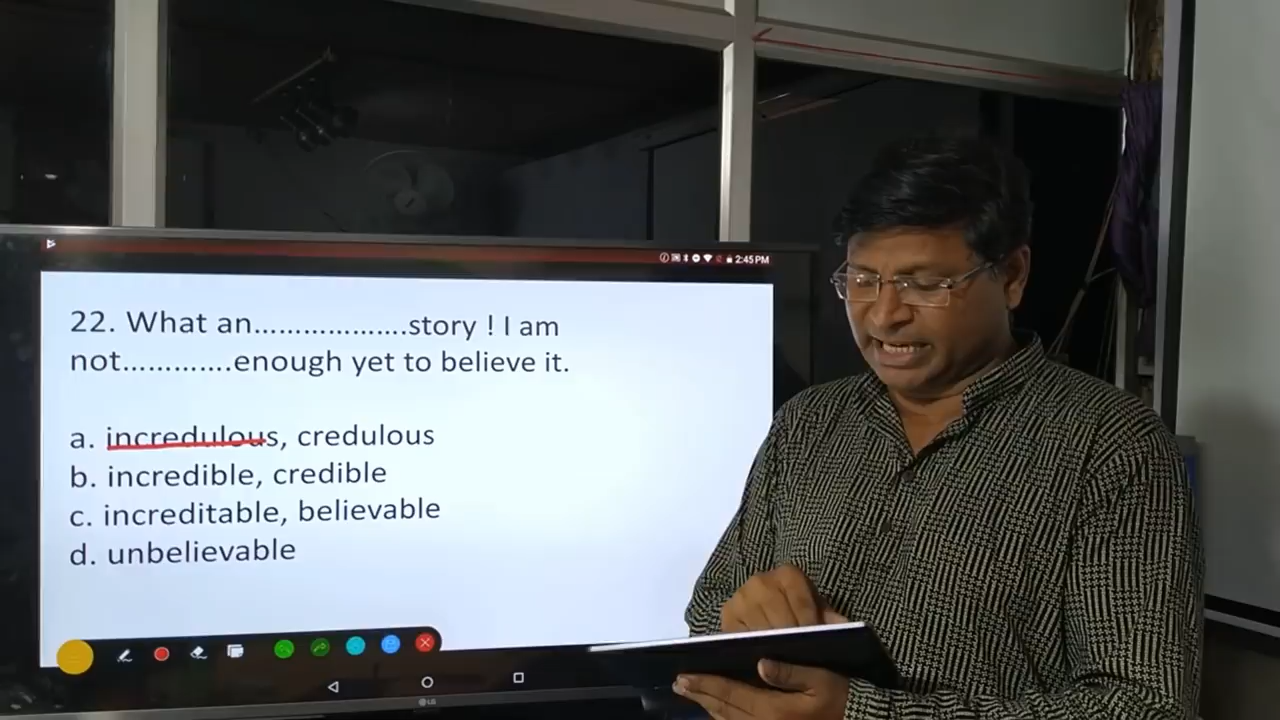 2:45 PM
22. What an...................story ! I am
not.............enough yet to believe it.
a. incredulous, credulous
b. incredible, credible
c. increditable, believable
d. unbelievable
LG